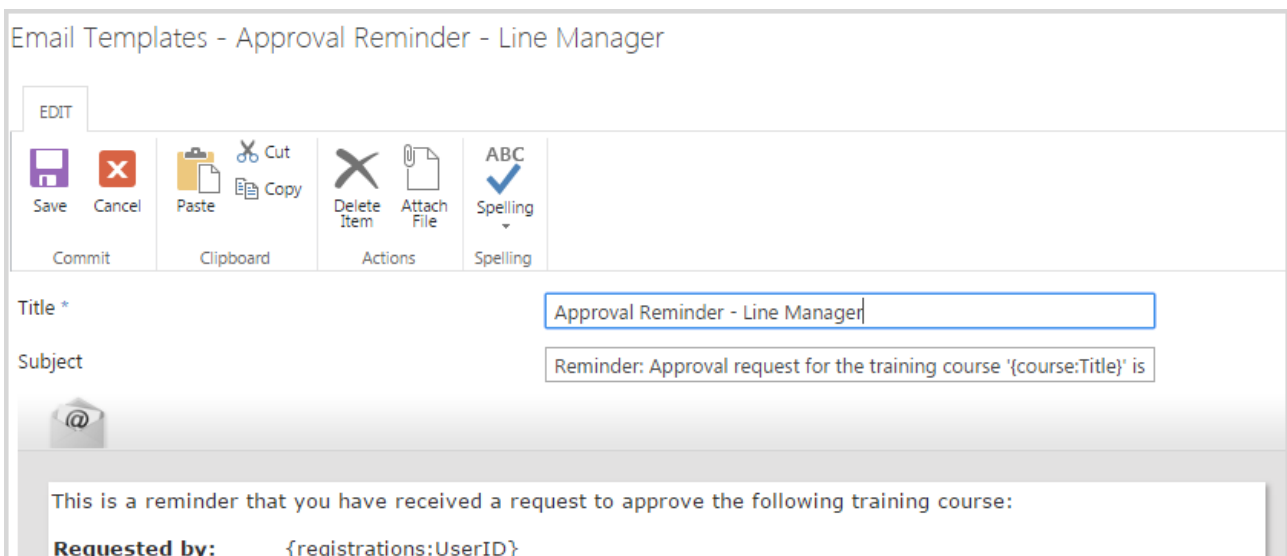 Email Templates - Approval Reminder - Line Manager
EDIT
Save
Cancel
Paste
Cut
Copy
Delete Item
Attach File
ABC
Spelling
Commit
Clipboard
Actions
Spelling
Title *
Approval Reminder - Line Manager
Subject
Reminder: Approval request for the training course '{course:Title}' is
@
This is a reminder that you have received a request to approve the following training course:
Requested by: {registrations:UserID}